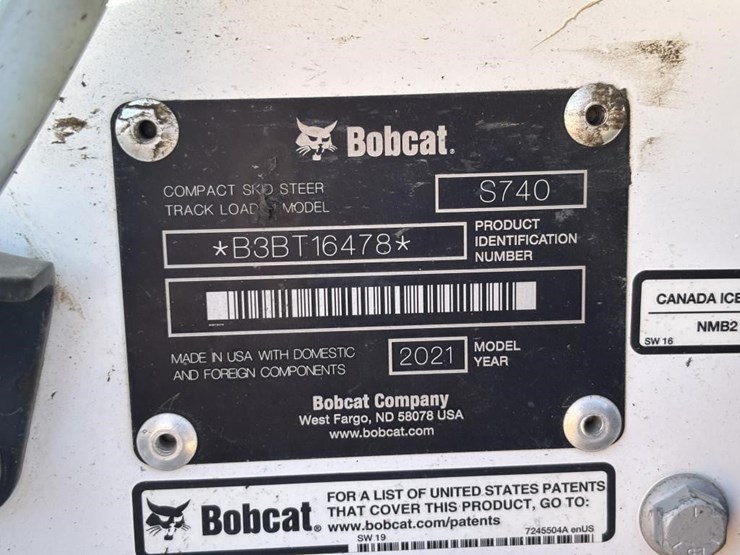 Bobcat.
COMPACT SKID STEER
TRACK LOADER MODEL
S740
*B3BT16478*
PRODUCT
IDENTIFICATION
NUMBER
MADE IN USA WITH DOMESTIC
AND FOREIGN COMPONENTS
2021
MODEL
YEAR
Bobcat Company
West Fargo, ND 58078 USA
www.bobcat.com
CANADA ICE
NMB2
SW 16
Bobcat.
FOR A LIST OF UNITED STATES PATENTS
THAT COVER THIS PRODUCT, GO TO:
www.bobcat.com/patents
7245504A enUS
SW 19